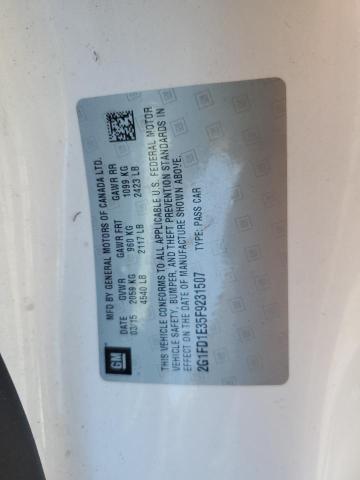 GM
MFD BY GENERAL MOTORS OF CANADA LTD.
DATE GVWR GAWR FRT GAWR RR
03/15 2059 KG 960 KG 1099 KG
4540 LB 2117 LB 2423 LB
THIS VEHICLE CONFORMS TO ALL APPLICABLE U.S. FEDERAL MOTOR
VEHICLE SAFETY, BUMPER, AND THEFT PREVENTION STANDARDS IN
EFFECT ON THE DATE OF MANUFACTURE SHOWN ABOVE.
2G1FD1E35F9231507 TYPE: PASS CAR